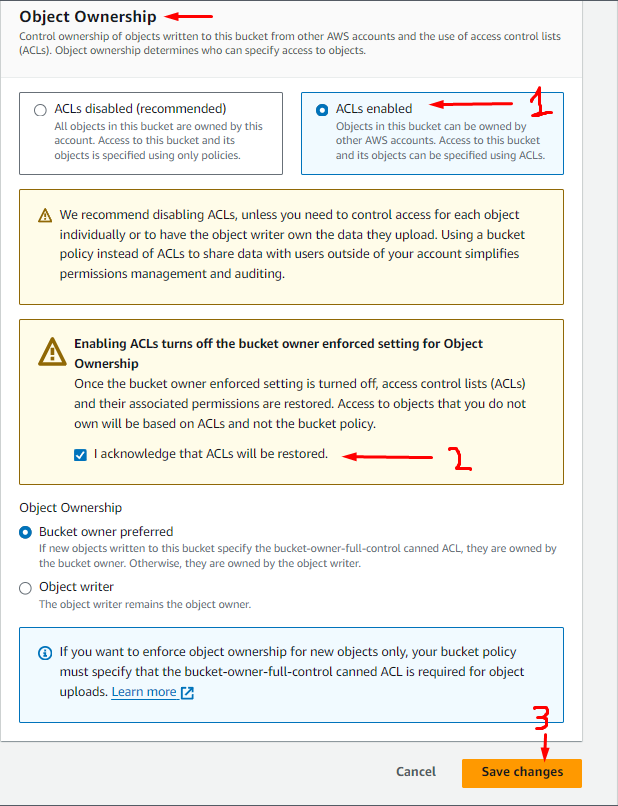 Object Ownership
Control ownership of objects written to this bucket from other AWS accounts and the use of access control lists
(ACLs). Object ownership determines who can specify access to objects.
ACLs disabled (recommended)
All objects in this bucket are owned by this
account. Access to this bucket and its
objects is specified using only policies.
ACLs enabled
1
Objects in this bucket can be owned by
other AWS accounts. Access to this bucket
and its objects can be specified using ACLs.
We recommend disabling ACLs, unless you need to control access for each object
individually or to have the object writer own the data they upload. Using a bucket
policy instead of ACLs to share data with users outside of your account simplifies
permissions management and auditing.
Enabling ACLs turns off the bucket owner enforced setting for Object
Ownership
Once the bucket owner enforced setting is turned off, access control lists (ACLs)
and their associated permissions are restored. Access to objects that you do not
own will be based on ACLs and not the bucket policy.
I acknowledge that ACLs will be restored.
2
Object Ownership
Bucket owner preferred
If new objects written to this bucket specify the bucket-owner-full-control canned ACL, they are owned by
the bucket owner. Otherwise, they are owned by the object writer.
Object writer
The object writer remains the object owner.
If you want to enforce object ownership for new objects only, your bucket policy
must specify that the bucket-owner-full-control canned ACL is required for object
uploads. Learn more
3
Cancel
Save changes